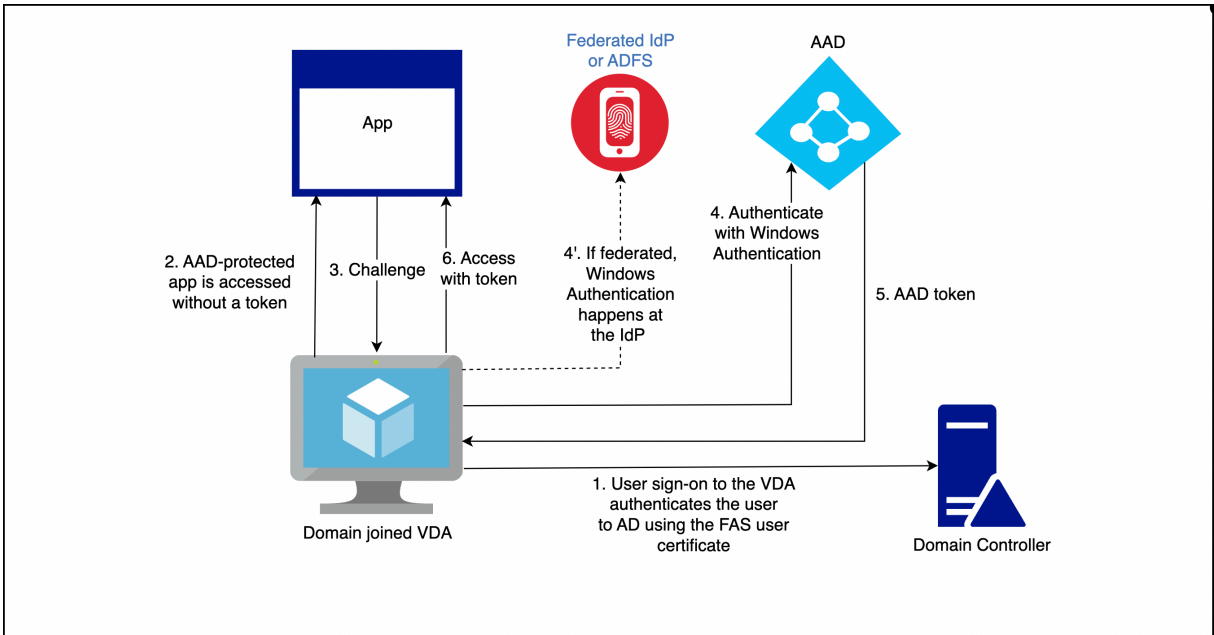 Federated IdP
or ADFS
AAD
App
2. AAD-protected
app is accessed
without a token
3. Challenge
6. Access
with token
4'. If federated,
Windows
Authentication
happens at
the IdP
4. Authenticate
with Windows
Authentication
5. AAD token
1. User sign-on to the VDA
authenticates the user
to AD using the FAS user
certificate
Domain joined VDA
Domain Controller